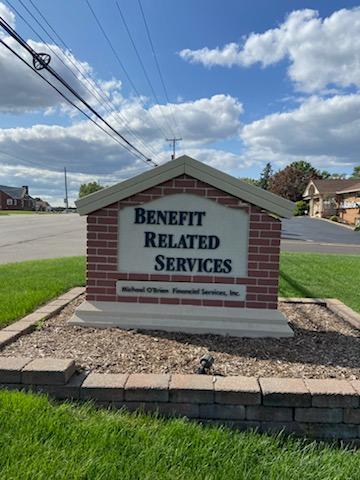 Benefit
Related
Services
Michael O'Brien Financial Services, Inc.